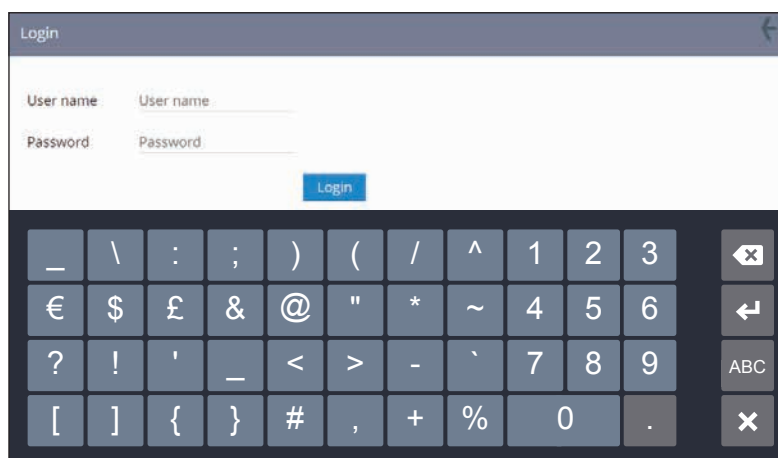 Login
User name User name
Password Password
Login
_ \ : ; ) ( / ^ 1 2 3
€ $ £ & @ " * ~ 4 5 6
? ! ' _ < > - ` 7 8 9 ABC
[ ] { } # , + % 0 .